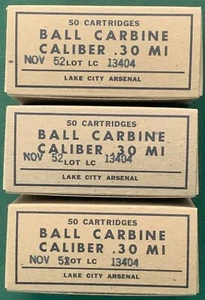 50 CARTRIDGES
BALL CARBINE
CALIBER .30 M1
NOV 52 LOT LC 13404
LAKE CITY ARSENAL
50 CARTRIDGES
BALL CARBINE
CALIBER .30 M1
NOV 52 LOT LC 13404
LAKE CITY ARSENAL
50 CARTRIDGES
BALL CARBINE
CALIBER .30 M1
NOV 52 LOT LC 13404
LAKE CITY ARSENAL